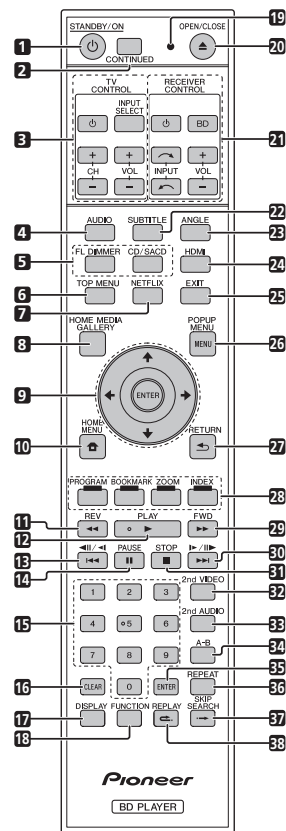 STANDBY/ON
OPEN/CLOSE
19
1
20
CONTINUED
2
TV CONTROL
RECEIVER CONTROL
INPUT SELECT
BD
3
21
+ + + +
CH VOL INPUT VOL
− − −
22
AUDIO SUBTITLE ANGLE
4
23
FL DIMMER CD/SACD HDMI
5
24
TOP MENU NETFLIX EXIT
6
7
25
HOME MEDIA GALLERY
POPUP MENU
8
MENU
26
9
ENTER
HOME MENU
RETURN
10
27
PROGRAM BOOKMARK ZOOM INDEX
28
REV PLAY FWD
11
12
29
PAUSE STOP
13
30
14
31
1 2 3
2nd VIDEO
32
15
4 5 6
2nd AUDIO
33
7 8 9
A-B
34
35
16
CLEAR 0 ENTER
REPEAT
36
DISPLAY FUNCTION REPLAY
SKIP SEARCH
17
37
18
38
Pioneer
BD PLAYER